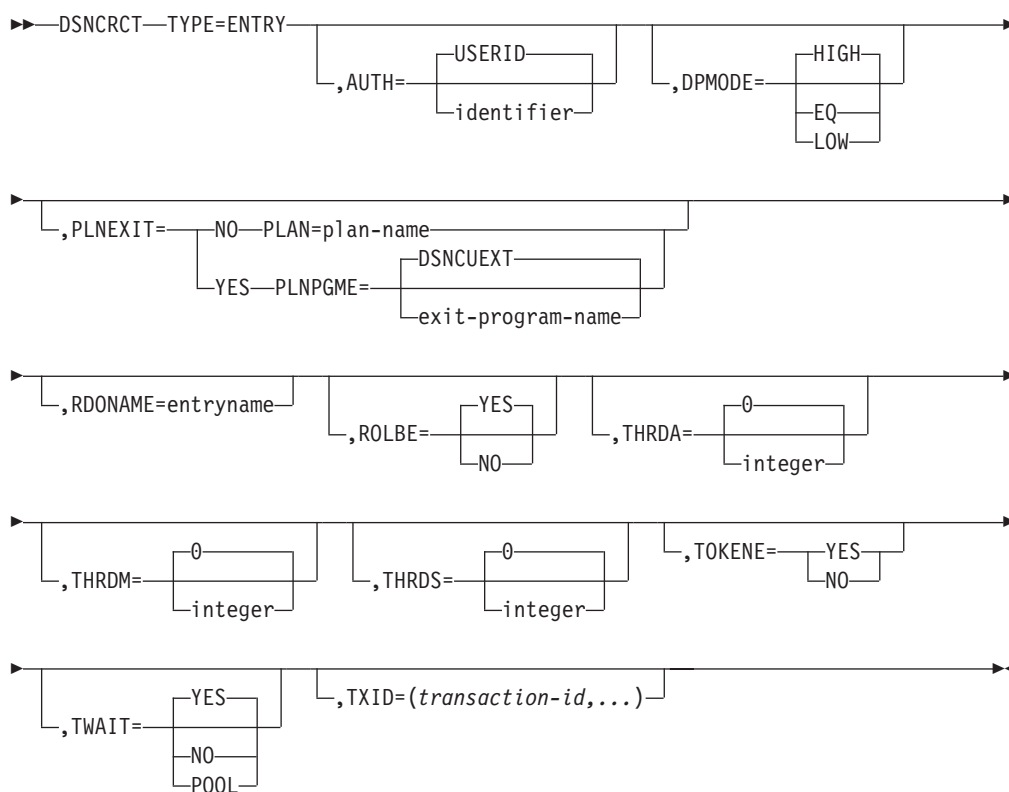 DSNCRCT TYPE=ENTRY
,AUTH= USERID identifier
,DPMODE= HIGH EQ LOW
,PLNEXIT= NO PLAN=plan-name
YES PLNPGME= DSNCUEXT exit-program-name
,RDONAME=entryname
,ROLBE= YES NO
,THRDA= 0 integer
,THRDM= 0 integer
,THRDS= 0 integer
,TOKENE= YES NO
,TWAIT= YES NO POOL
,TXID=(transaction-id,...)